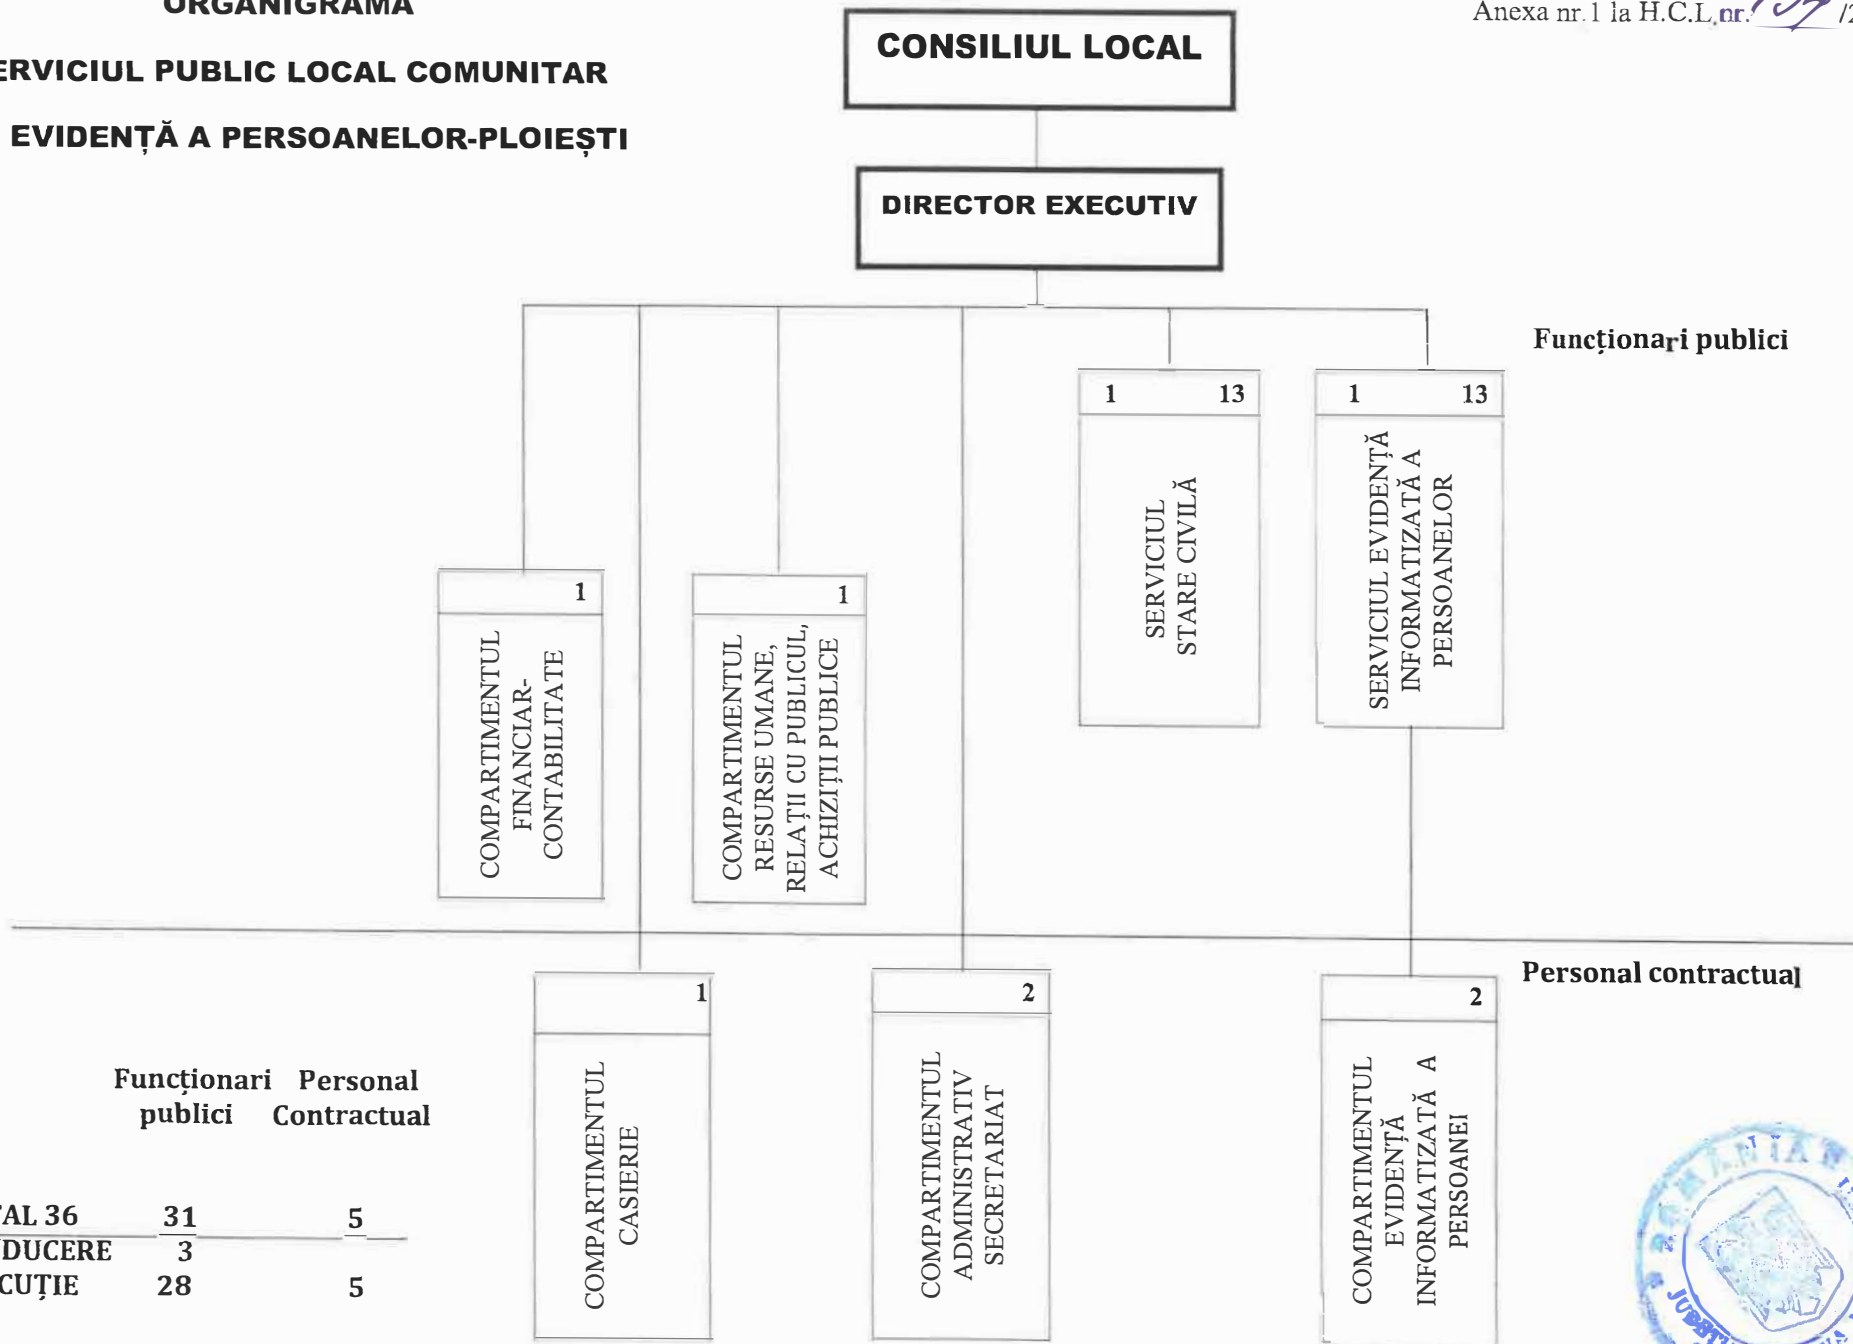 ORGANIGRAMA
SERVICIUL PUBLIC LOCAL COMUNITAR
EVIDENȚĂ A PERSOANELOR-PLOIEȘTI
Anexa nr.1 la H.C.L.nr.
CONSILIUL LOCAL
DIRECTOR EXECUTIV
Funcționari publici
1 13
SERVICIUL
STARE CIVILĂ
1 13
SERVICIUL EVIDENȚĂ
INFORMATIZATĂ A
PERSOANELOR
1
COMPARTIMENTUL
FINANCIAR-
CONTABILITATE
1
COMPARTIMENTUL
RESURSE UMANE,
RELAȚII CU PUBLICUL,
ACHIZIȚII PUBLICE
Personal contractual
1
COMPARTIMENTUL
CASIERIE
2
COMPARTIMENTUL
ADMINISTRATIV
SECRETARIAT
2
COMPARTIMENTUL
EVIDENȚĂ
INFORMATIZATĂ A
PERSOANEI
Funcționari Personal
publici Contractual
TAL 36 31 5
DUCERE 3
CUȚIE 28 5
ROMÂNIA